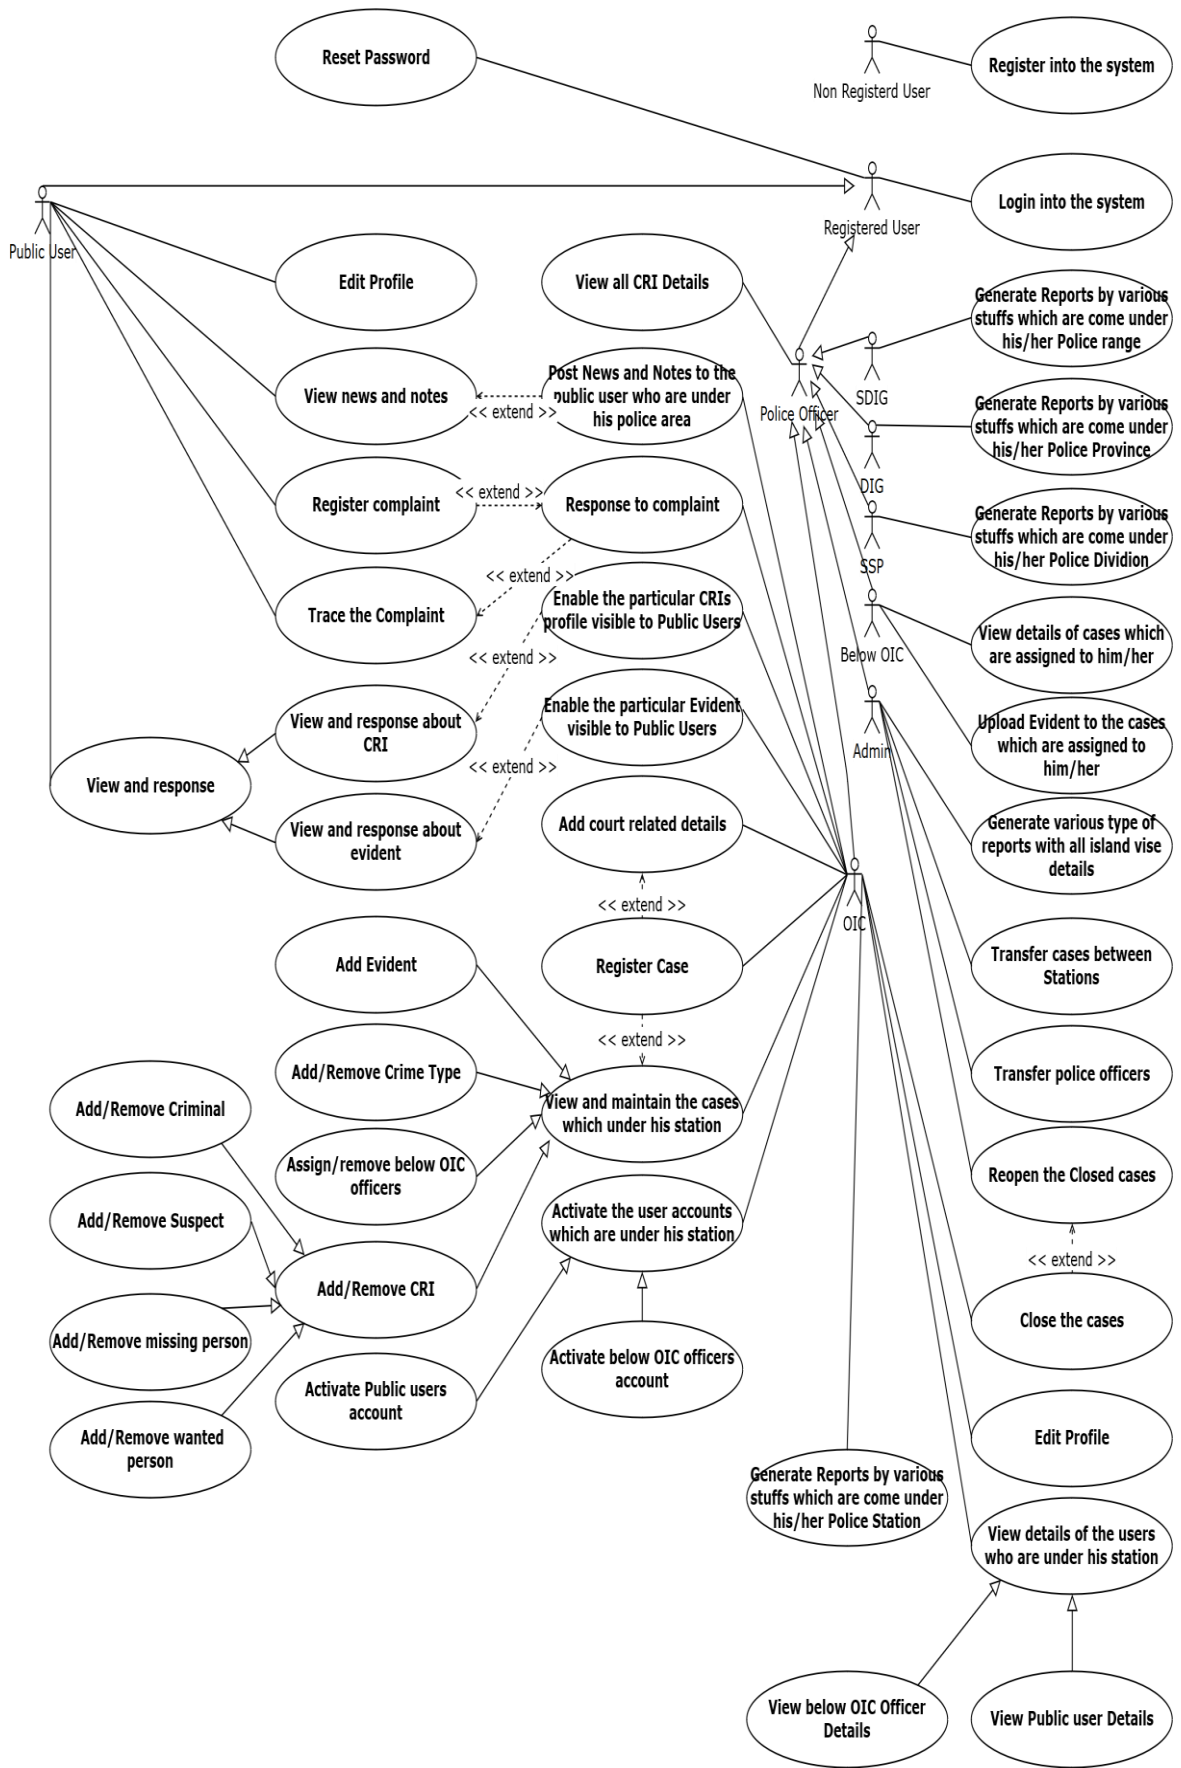 Reset Password
Non Registerd User
Register into the system
Public User
Registered User
Login into the system
Edit Profile
View all CRI Details
Generate Reports by various
stuffs which are come under
his/her Police range
SDIG
View news and notes
<< extend >>
Post News and Notes to the
public user who are under
his police area
Police Officer
Generate Reports by various
stuffs which are come under
his/her Police Province
DIG
Register complaint
<< extend >>
Response to complaint
Generate Reports by various
stuffs which are come under
his/her Police Dividion
SSP
<< extend >>
Trace the Complaint
Enable the particular CRIs
profile visible to Public Users
View details of cases which
are assigned to him/her
Below OIC
<< extend >>
View and response about
CRI
Enable the particular Evident
visible to Public Users
Upload Evident to the cases
which are assigned to
him/her
Admin
<< extend >>
View and response
View and response about
evident
Add court related details
Generate various type of
reports with all island vise
details
<< extend >>
OIC
Add Evident
Register Case
Transfer cases between
Stations
<< extend >>
Add/Remove Crime Type
Transfer police officers
Add/Remove Criminal
View and maintain the cases
which under his station
Assign/remove below OIC
officers
Reopen the Closed cases
Add/Remove Suspect
Activate the user accounts
which are under his station
<< extend >>
Add/Remove CRI
Close the cases
Add/Remove missing person
Activate below OIC officers
account
Activate Public users
account
Add/Remove wanted
person
Edit Profile
Generate Reports by various
stuffs which are come under
his/her Police Station
View details of the users
who are under his station
View below OIC Officer
Details
View Public user Details